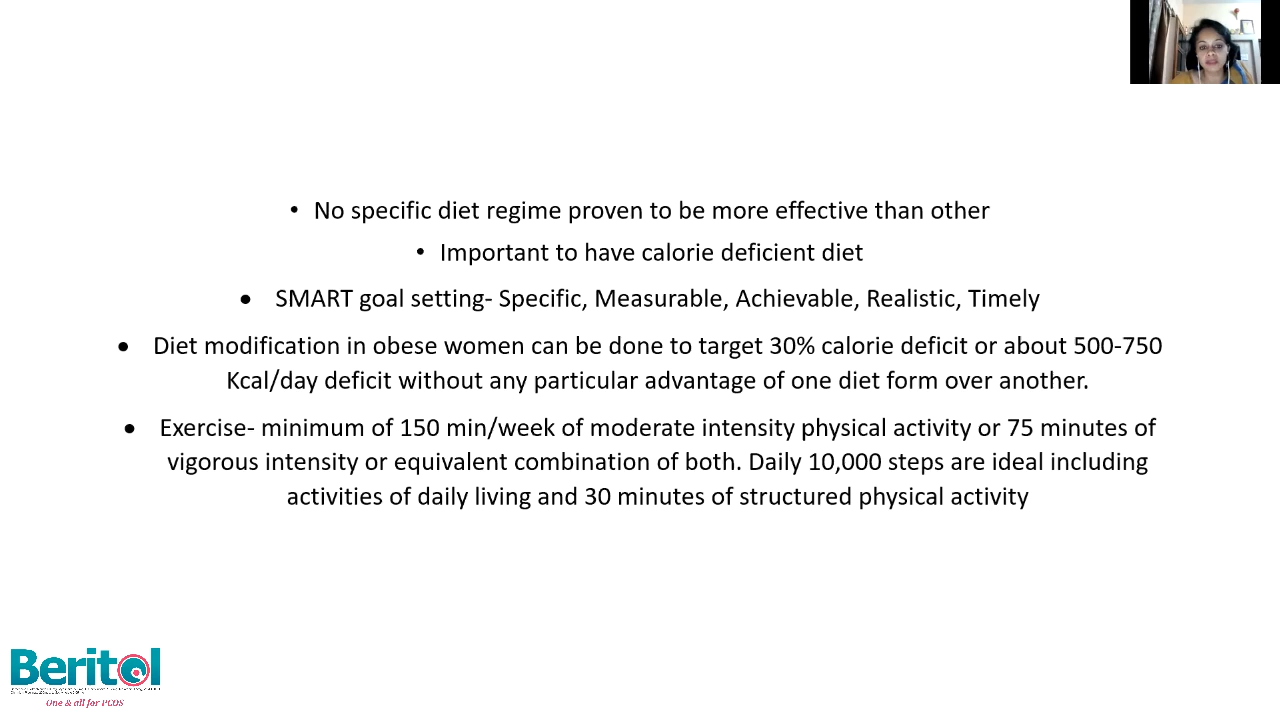 • No specific diet regime proven to be more effective than other
• Important to have calorie deficient diet
• SMART goal setting- Specific, Measurable, Achievable, Realistic, Timely
• Diet modification in obese women can be done to target 30% calorie deficit or about 500-750
Kcal/day deficit without any particular advantage of one diet form over another.
• Exercise- minimum of 150 min/week of moderate intensity physical activity or 75 minutes of
vigorous intensity or equivalent combination of both. Daily 10,000 steps are ideal including
activities of daily living and 30 minutes of structured physical activity
Beritol
One & all for PCOS